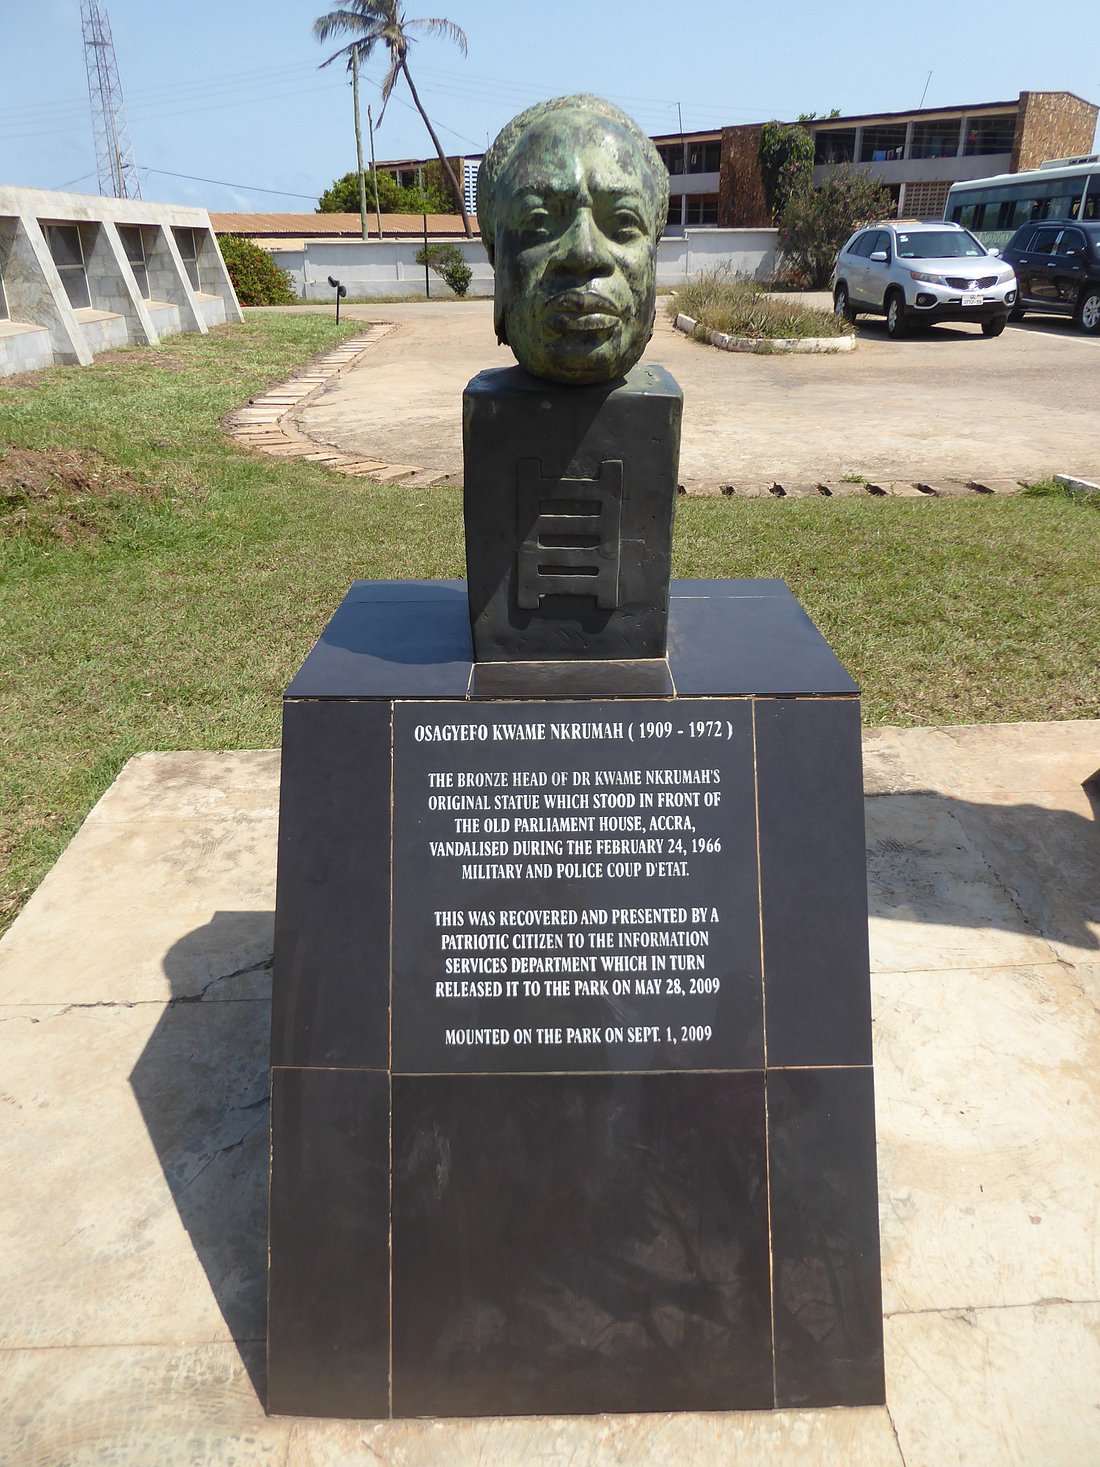 OSAGYEFO KWAME NKRUMAH ( 1909 - 1972 )
THE BRONZE HEAD OF DR KWAME NKRUMAH'S
ORIGINAL STATUE WHICH STOOD IN FRONT OF
THE OLD PARLIAMENT HOUSE, ACCRA,
VANDALISED DURING THE FEBRUARY 24, 1966
MILITARY AND POLICE COUP D'ETAT.
THIS WAS RECOVERED AND PRESENTED BY A
PATRIOTIC CITIZEN TO THE INFORMATION
SERVICES DEPARTMENT WHICH IN TURN
RELEASED IT TO THE PARK ON MAY 28, 2009
MOUNTED ON THE PARK ON SEPT. 1, 2009